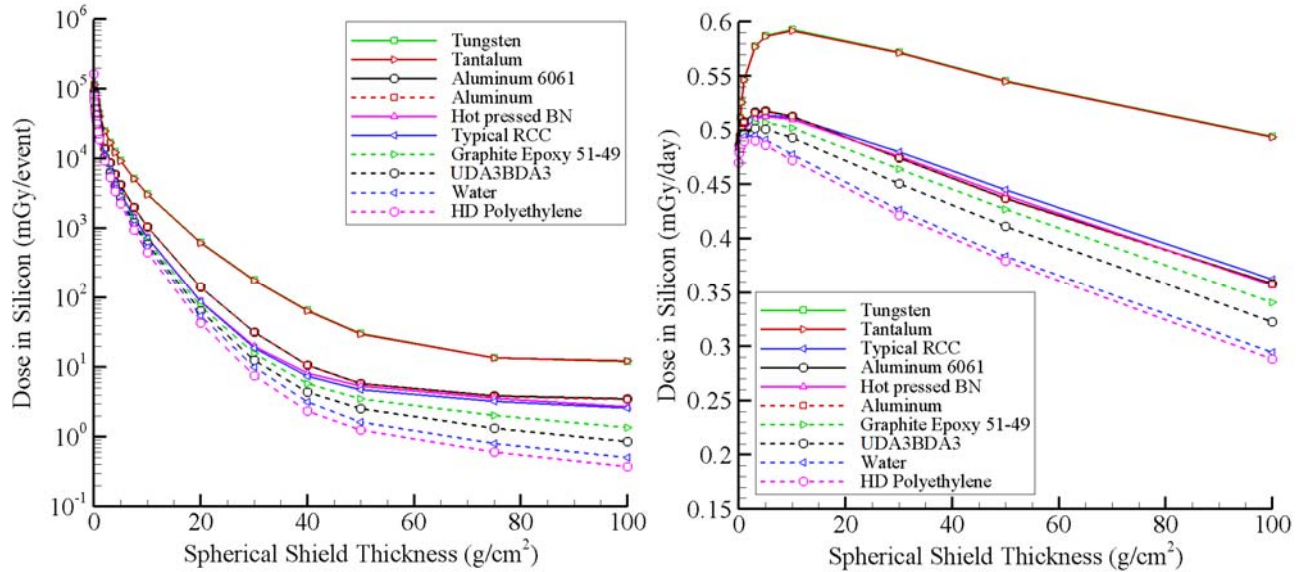 10^6
10^5
10^4
10^3
10^2
10^1
10^0
10^-1
Dose in Silicon (mGy/event)
Tungsten
Tantalum
Aluminum 6061
Aluminum
Hot pressed BN
Typical RCC
Graphite Epoxy 51-49
UDA3BDA3
Water
HD Polyethylene
0 20 40 60 80 100
Spherical Shield Thickness (g/cm²)
0.6
0.55
0.5
0.45
0.4
0.35
0.3
0.25
0.2
0.15
Dose in Silicon (mGy/day)
Tungsten
Tantalum
Typical RCC
Aluminum 6061
Hot pressed BN
Aluminum
Graphite Epoxy 51-49
UDA3BDA3
Water
HD Polyethylene
0 20 40 60 80 100
Spherical Shield Thickness (g/cm²)